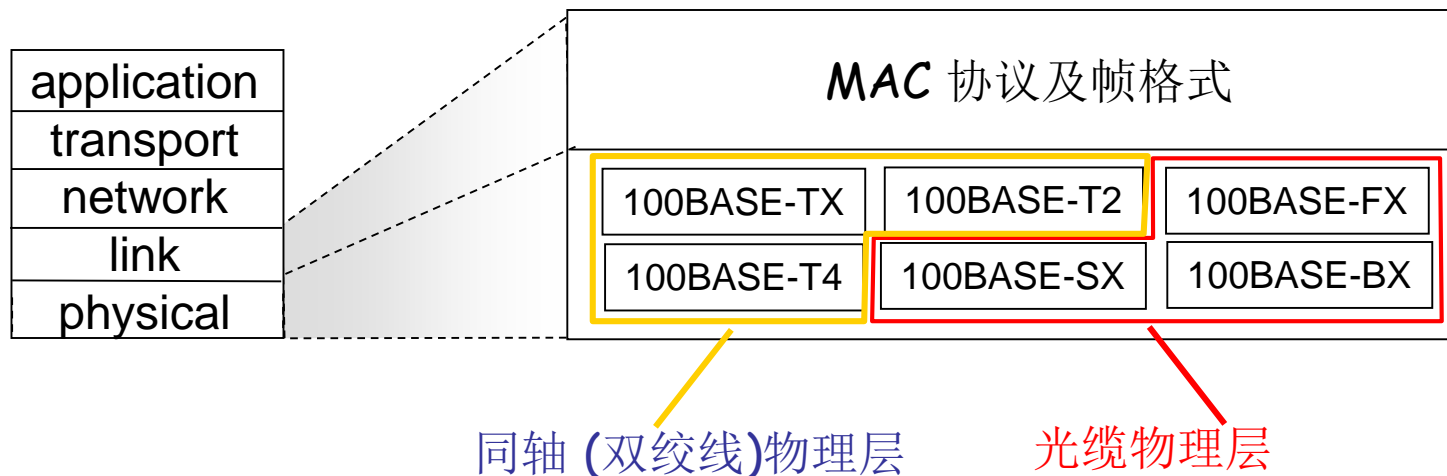 application
transport
network
link
physical
MAC 协议及帧格式
100BASE-TX
100BASE-T2
100BASE-FX
100BASE-T4
100BASE-SX
100BASE-BX
同轴 (双绞线)物理层
光缆物理层